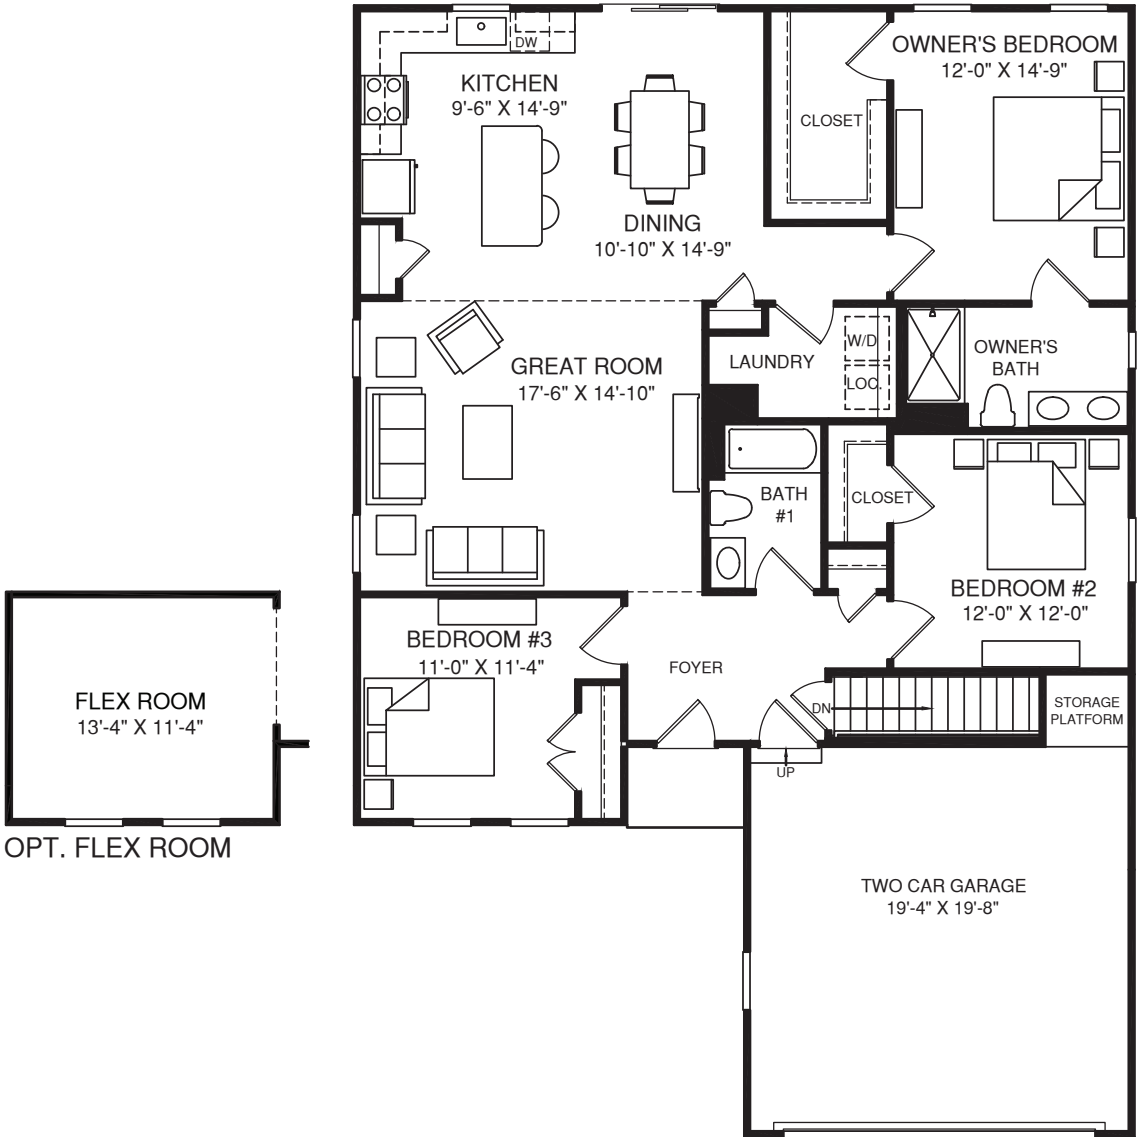 DW
KITCHEN
9'-6" X 14'-9"
DINING
10'-10" X 14'-9"
CLOSET
OWNER'S BEDROOM
12'-0" X 14'-9"
GREAT ROOM
17'-6" X 14'-10"
LAUNDRY
W/D
LOC.
OWNER'S
BATH
BATH
#1
CLOSET
BEDROOM #2
12'-0" X 12'-0"
BEDROOM #3
11'-0" X 11'-4"
FOYER
DN
STORAGE
PLATFORM
UP
FLEX ROOM
13'-4" X 11'-4"
OPT. FLEX ROOM
TWO CAR GARAGE
19'-4" X 19'-8"